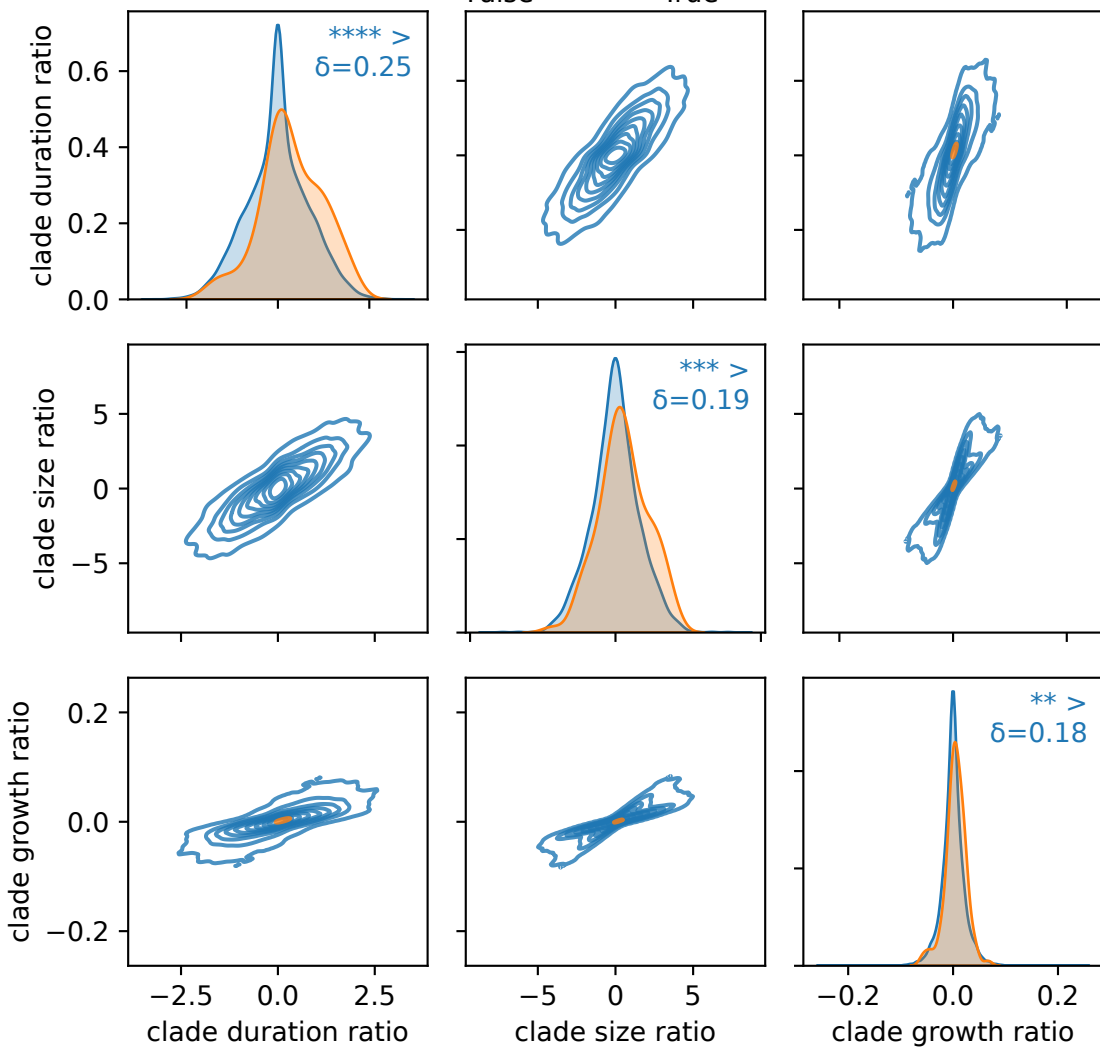 **** >
δ=0.25
clade duration ratio
0.6
0.4
0.2
0.0
*** >
δ=0.19
clade size ratio
5
0
−5
** >
δ=0.18
clade growth ratio
0.2
0.0
−0.2
−2.5 0.0 2.5
−5 0 5
−0.2 0.0 0.2
clade duration ratio
clade size ratio
clade growth ratio